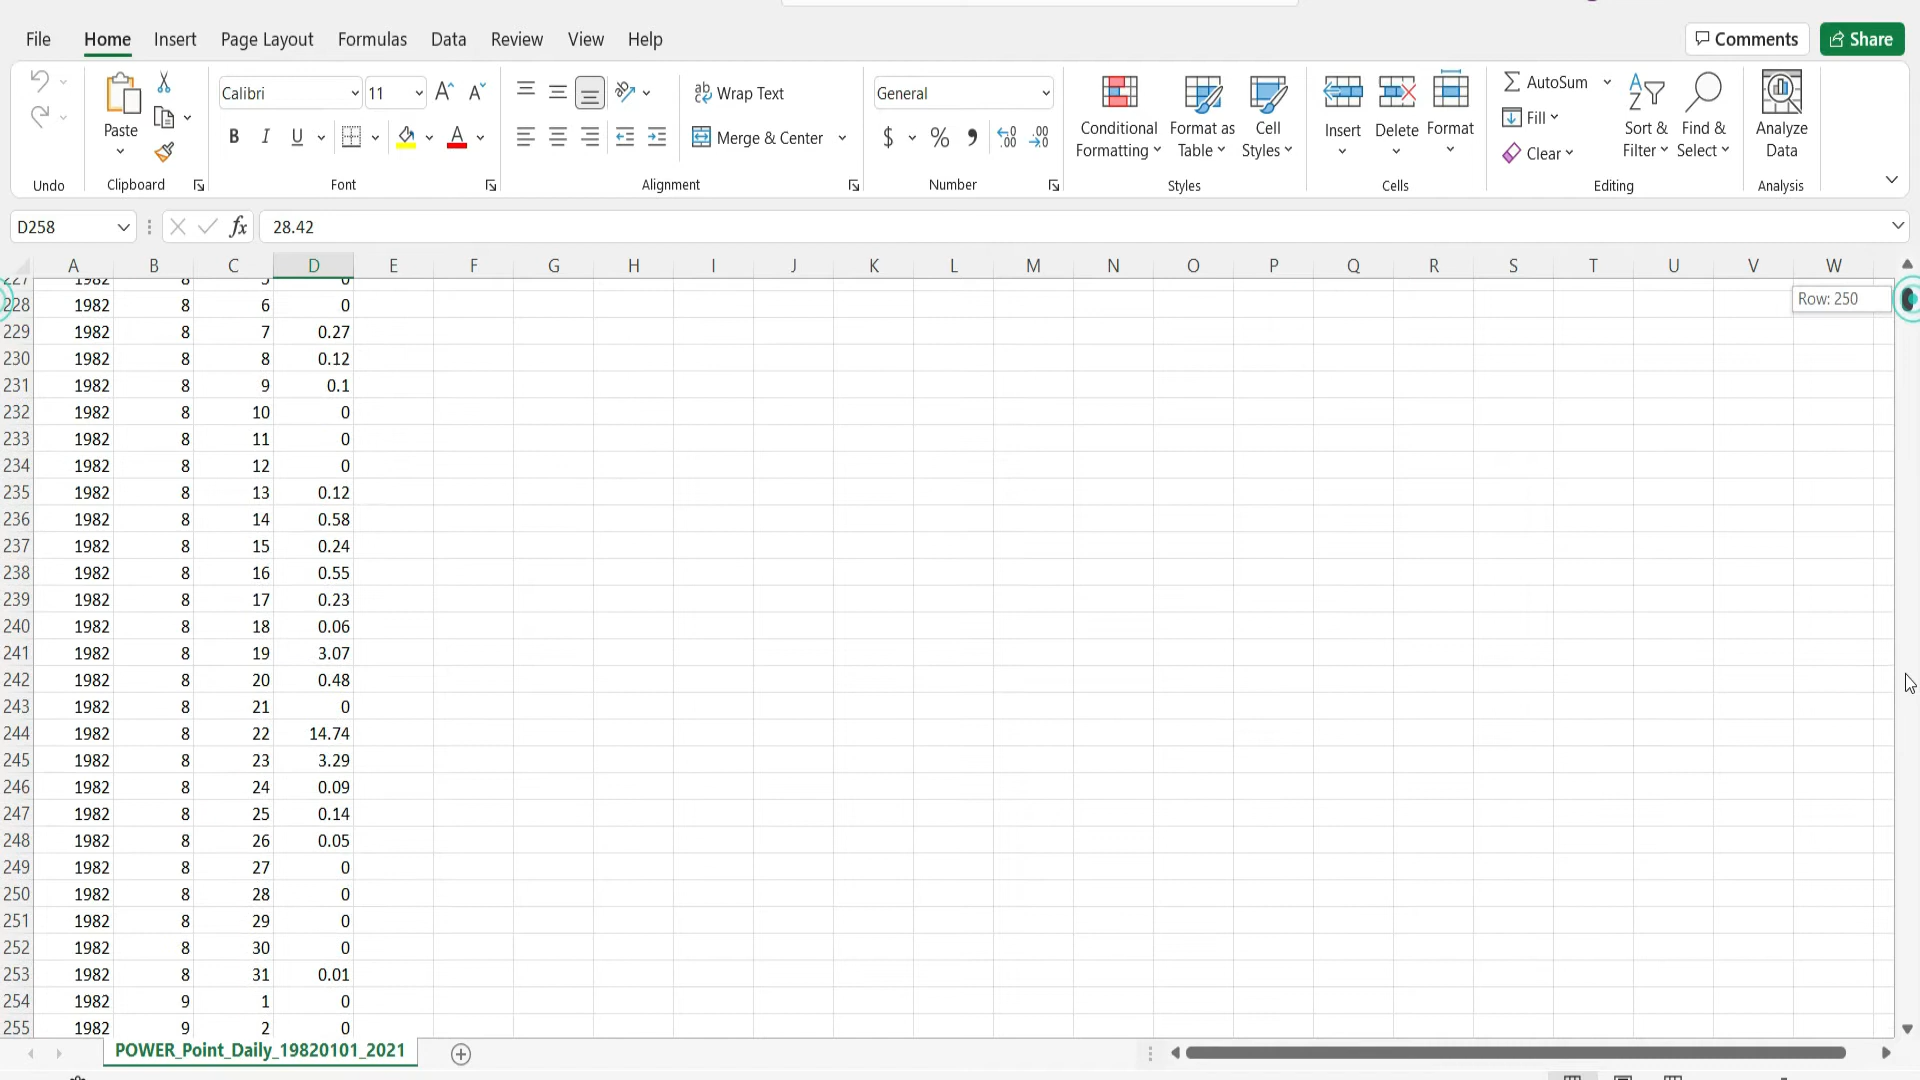 File Home Insert Page Layout Formulas Data Review View Help Comments Share
Calibri 11 Wrap Text General AutoSum
Paste Conditional Formatting Format as Table Cell Styles Insert Delete Format Fill Sort & Filter Find & Select Analyze Data
B I U Merge & Center $ % Clear
Undo Clipboard Font Alignment Number Styles Cells Editing Analysis
D258 fx 28.42
A B C D E F G H I J K L M N O P Q R S T U V W
227 1982 8 5 0
228 1982 8 6 0 Row: 250
229 1982 8 7 0.27
230 1982 8 8 0.12
231 1982 8 9 0.1
232 1982 8 10 0
233 1982 8 11 0
234 1982 8 12 0
235 1982 8 13 0.12
236 1982 8 14 0.58
237 1982 8 15 0.24
238 1982 8 16 0.55
239 1982 8 17 0.23
240 1982 8 18 0.06
241 1982 8 19 3.07
242 1982 8 20 0.48
243 1982 8 21 0
244 1982 8 22 14.74
245 1982 8 23 3.29
246 1982 8 24 0.09
247 1982 8 25 0.14
248 1982 8 26 0.05
249 1982 8 27 0
250 1982 8 28 0
251 1982 8 29 0
252 1982 8 30 0
253 1982 8 31 0.01
254 1982 9 1 0
255 1982 9 2 0
POWER_Point_Daily_19820101_2021